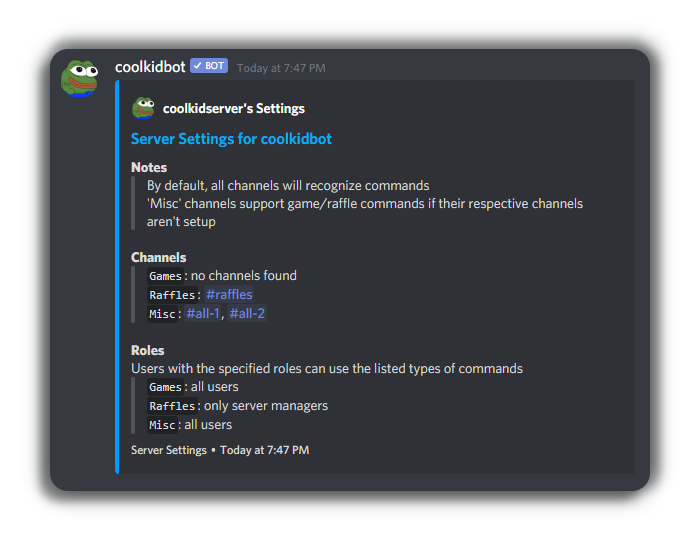 coolkidbot ✓ BOT Today at 7:47 PM
coolkidserver's Settings
Server Settings for coolkidbot
Notes
By default, all channels will recognize commands
'Misc' channels support game/raffle commands if their respective channels
aren't setup
Channels
Games: no channels found
Raffles: #raffles
Misc: #all-1, #all-2
Roles
Users with the specified roles can use the listed types of commands
Games: all users
Raffles: only server managers
Misc: all users
Server Settings • Today at 7:47 PM